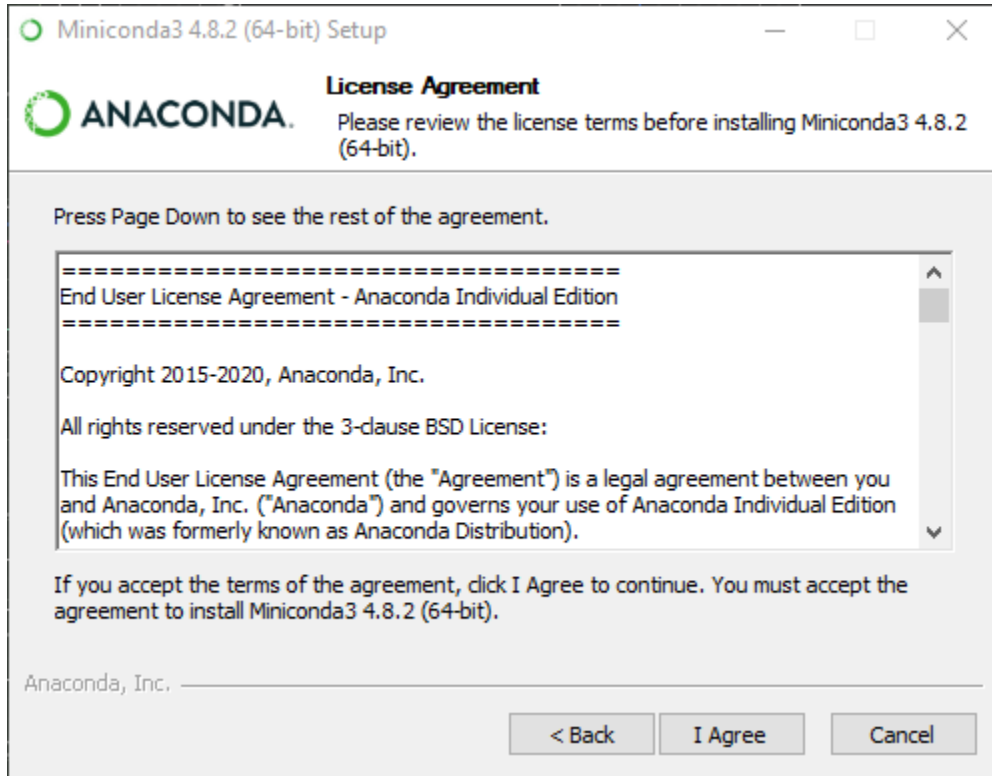 Miniconda3 4.8.2 (64-bit) Setup
ANACONDA.
License Agreement
Please review the license terms before installing Miniconda3 4.8.2
(64-bit).
Press Page Down to see the rest of the agreement.
===================================
End User License Agreement - Anaconda Individual Edition
===================================
Copyright 2015-2020, Anaconda, Inc.
All rights reserved under the 3-clause BSD License:
This End User License Agreement (the "Agreement") is a legal agreement between you
and Anaconda, Inc. ("Anaconda") and governs your use of Anaconda Individual Edition
(which was formerly known as Anaconda Distribution).
If you accept the terms of the agreement, click I Agree to continue. You must accept the
agreement to install Miniconda3 4.8.2 (64-bit).
Anaconda, Inc.
< Back
I Agree
Cancel